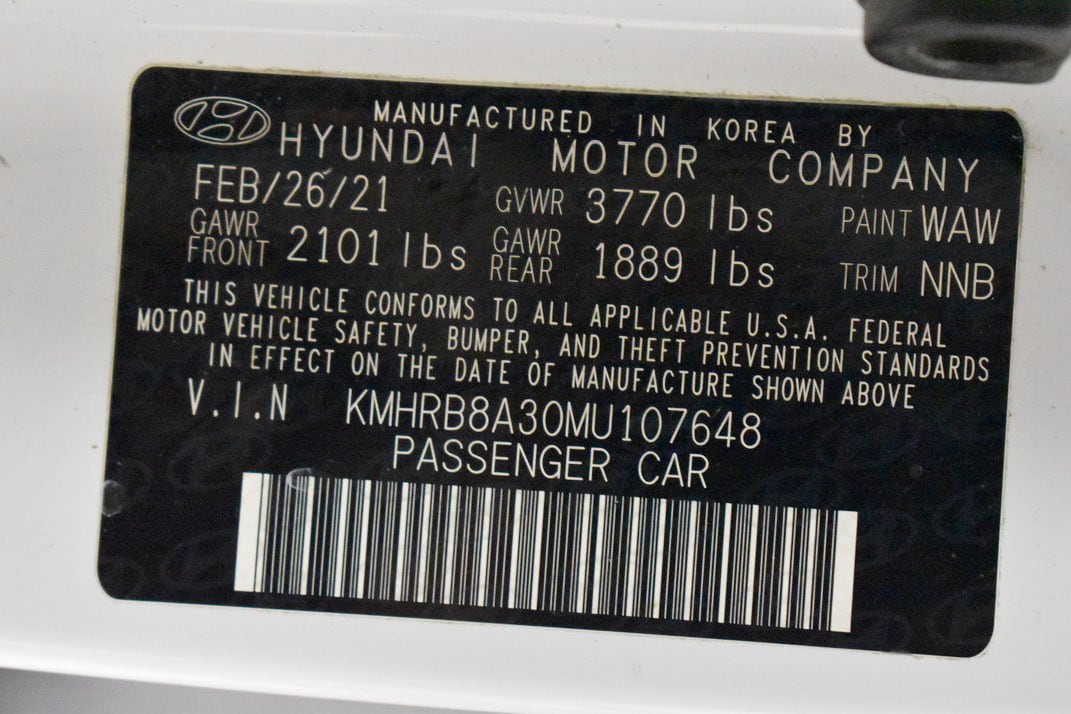 MANUFACTURED IN KOREA BY
HYUNDAI MOTOR COMPANY
FEB/26/21 GVWR 3770 lbs PAINT WAW
GAWR FRONT 2101 lbs GAWR REAR 1889 lbs TRIM NNB
THIS VEHICLE CONFORMS TO ALL APPLICABLE U.S.A. FEDERAL
MOTOR VEHICLE SAFETY, BUMPER, AND THEFT PREVENTION STANDARDS
IN EFFECT ON THE DATE OF MANUFACTURE SHOWN ABOVE
V.I.N KMHRB8A30MU107648
PASSENGER CAR